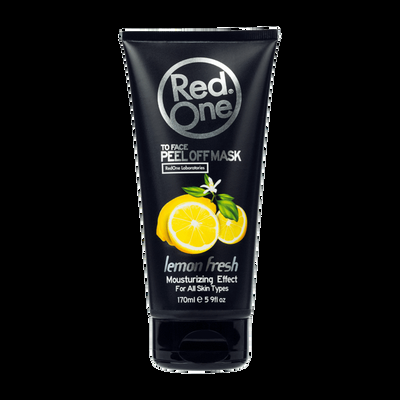 Red
One
TO FACE
PEEL OFF MASK
RedOne Laboratories
lemon fresh
Moisturizing Effect
For All Skin Types
170ml ℮ 5 9fl oz